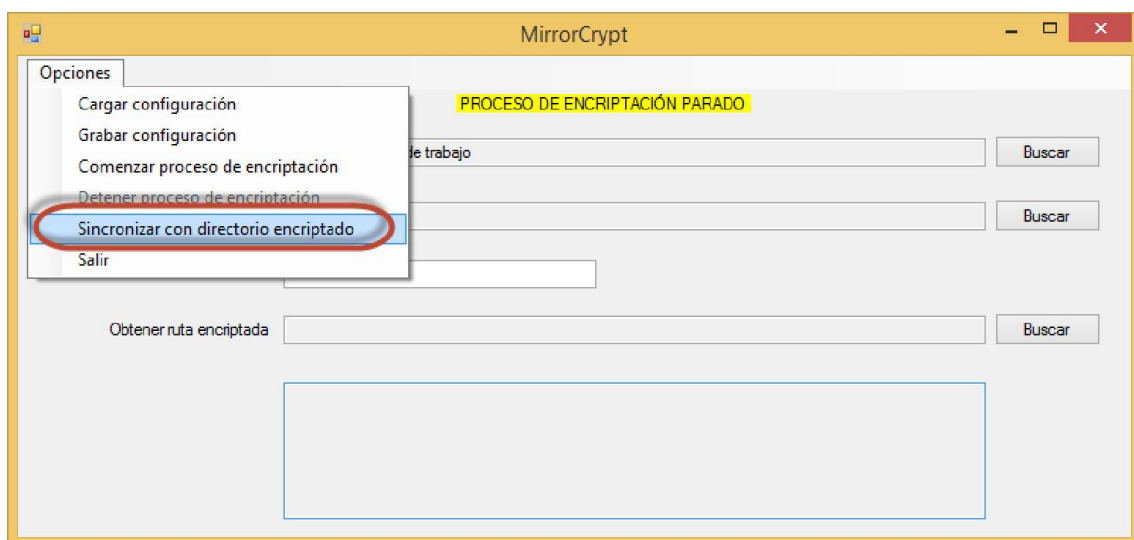 MirrorCrypt
Opciones
PROCESO DE ENCRIPTACIÓN PARADO
Cargar configuración
Grabar configuración
Comenzar proceso de encriptación
Detener proceso de encriptación
Sincronizar con directorio encriptado
Salir
de trabajo
Buscar
Buscar
Obtener ruta encriptada
Buscar